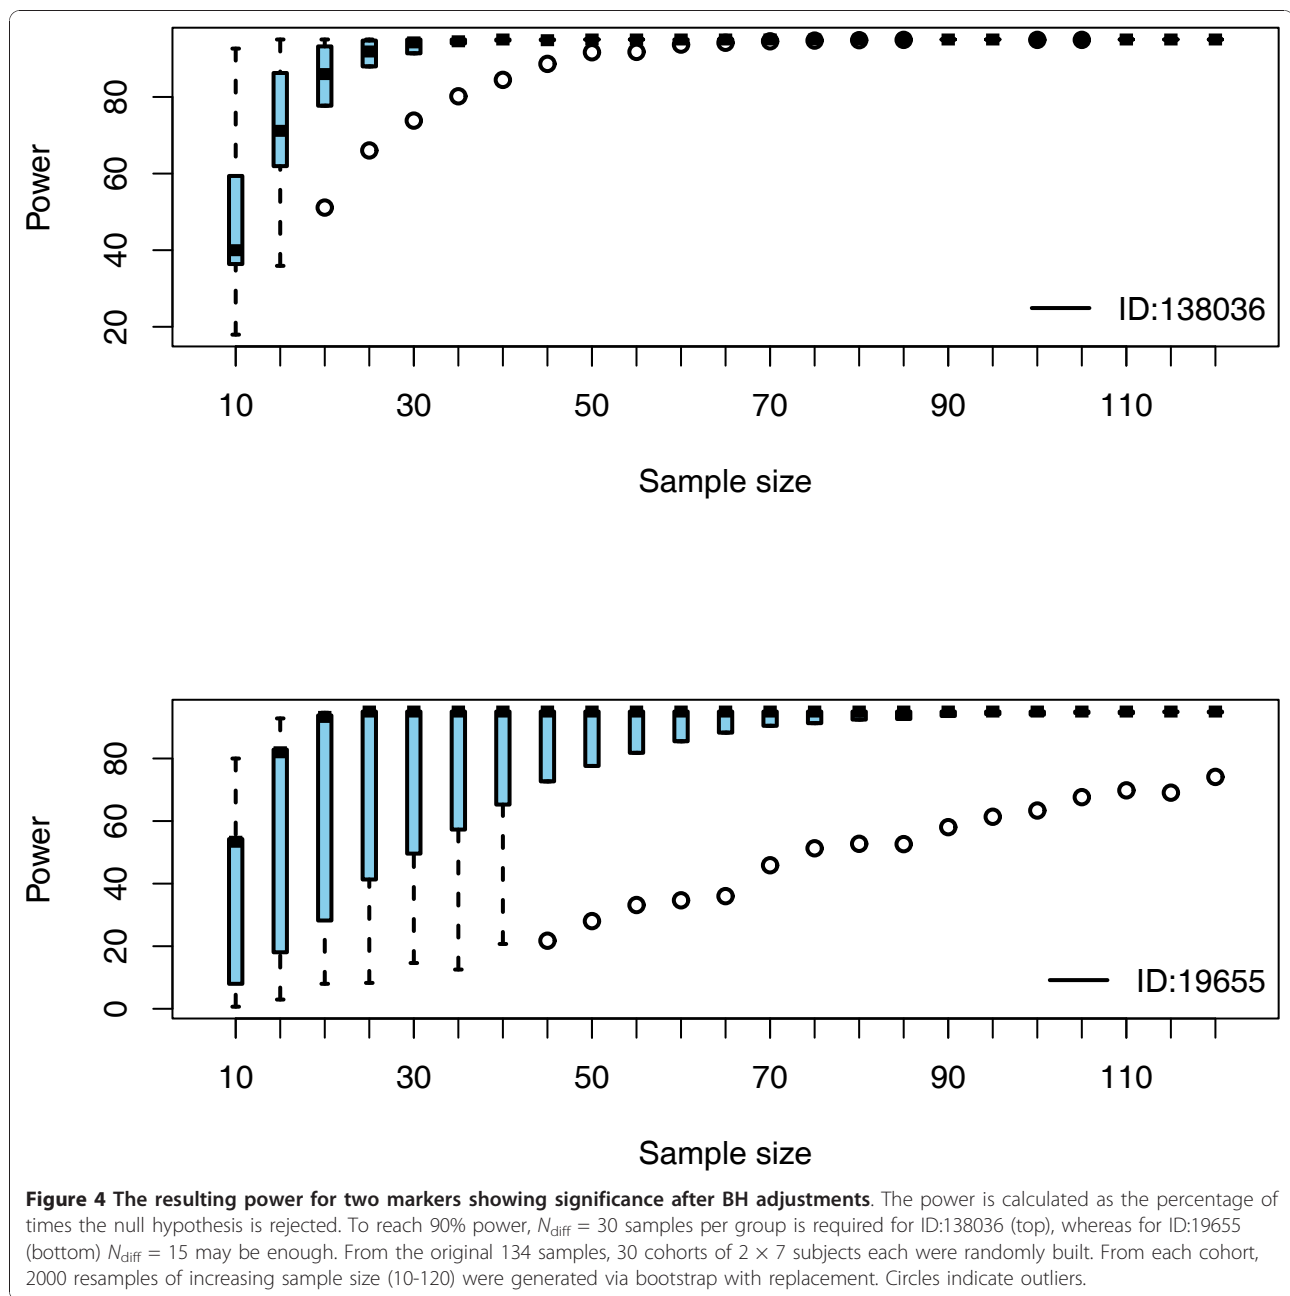 80
60
40
20
Power
ID:138036
10 30 50 70 90 110
Sample size
80
60
40
20
0
Power
ID:19655
10 30 50 70 90 110
Sample size
Figure 4 The resulting power for two markers showing significance after BH adjustments. The power is calculated as the percentage of
times the null hypothesis is rejected. To reach 90% power, Ndiff = 30 samples per group is required for ID:138036 (top), whereas for ID:19655
(bottom) Ndiff = 15 may be enough. From the original 134 samples, 30 cohorts of 2 × 7 subjects each were randomly built. From each cohort,
2000 resamples of increasing sample size (10-120) were generated via bootstrap with replacement. Circles indicate outliers.